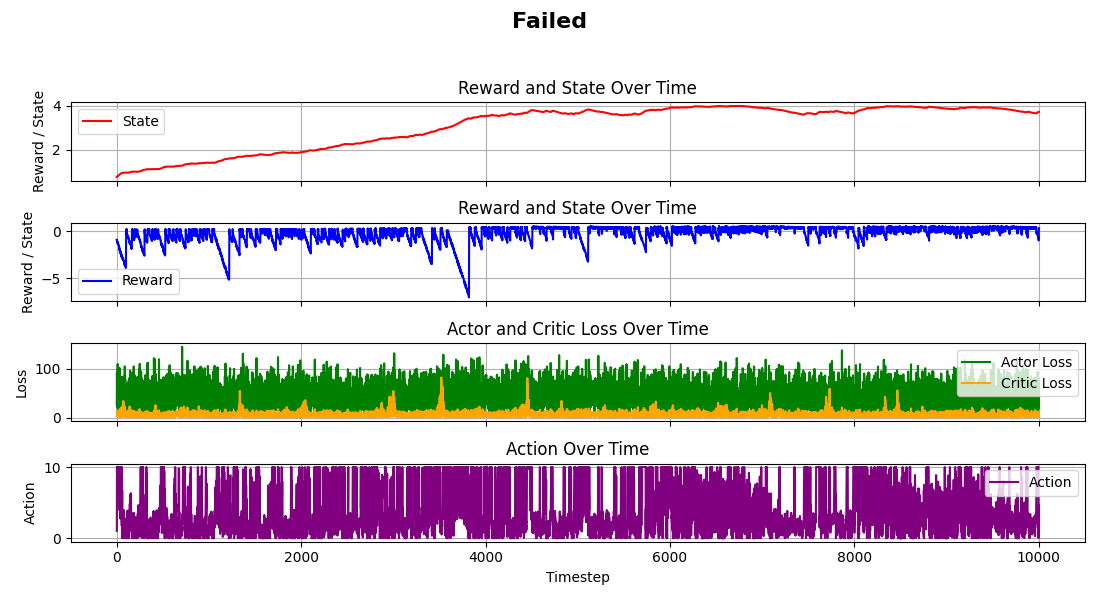 Failed
Reward and State Over Time
Reward / State
4
2
State
Reward and State Over Time
Reward / State
0
−5
Reward
Actor and Critic Loss Over Time
Loss
100
0
Actor Loss
Critic Loss
Action Over Time
Action
10
0
Action
0 2000 4000 6000 8000 10000
Timestep